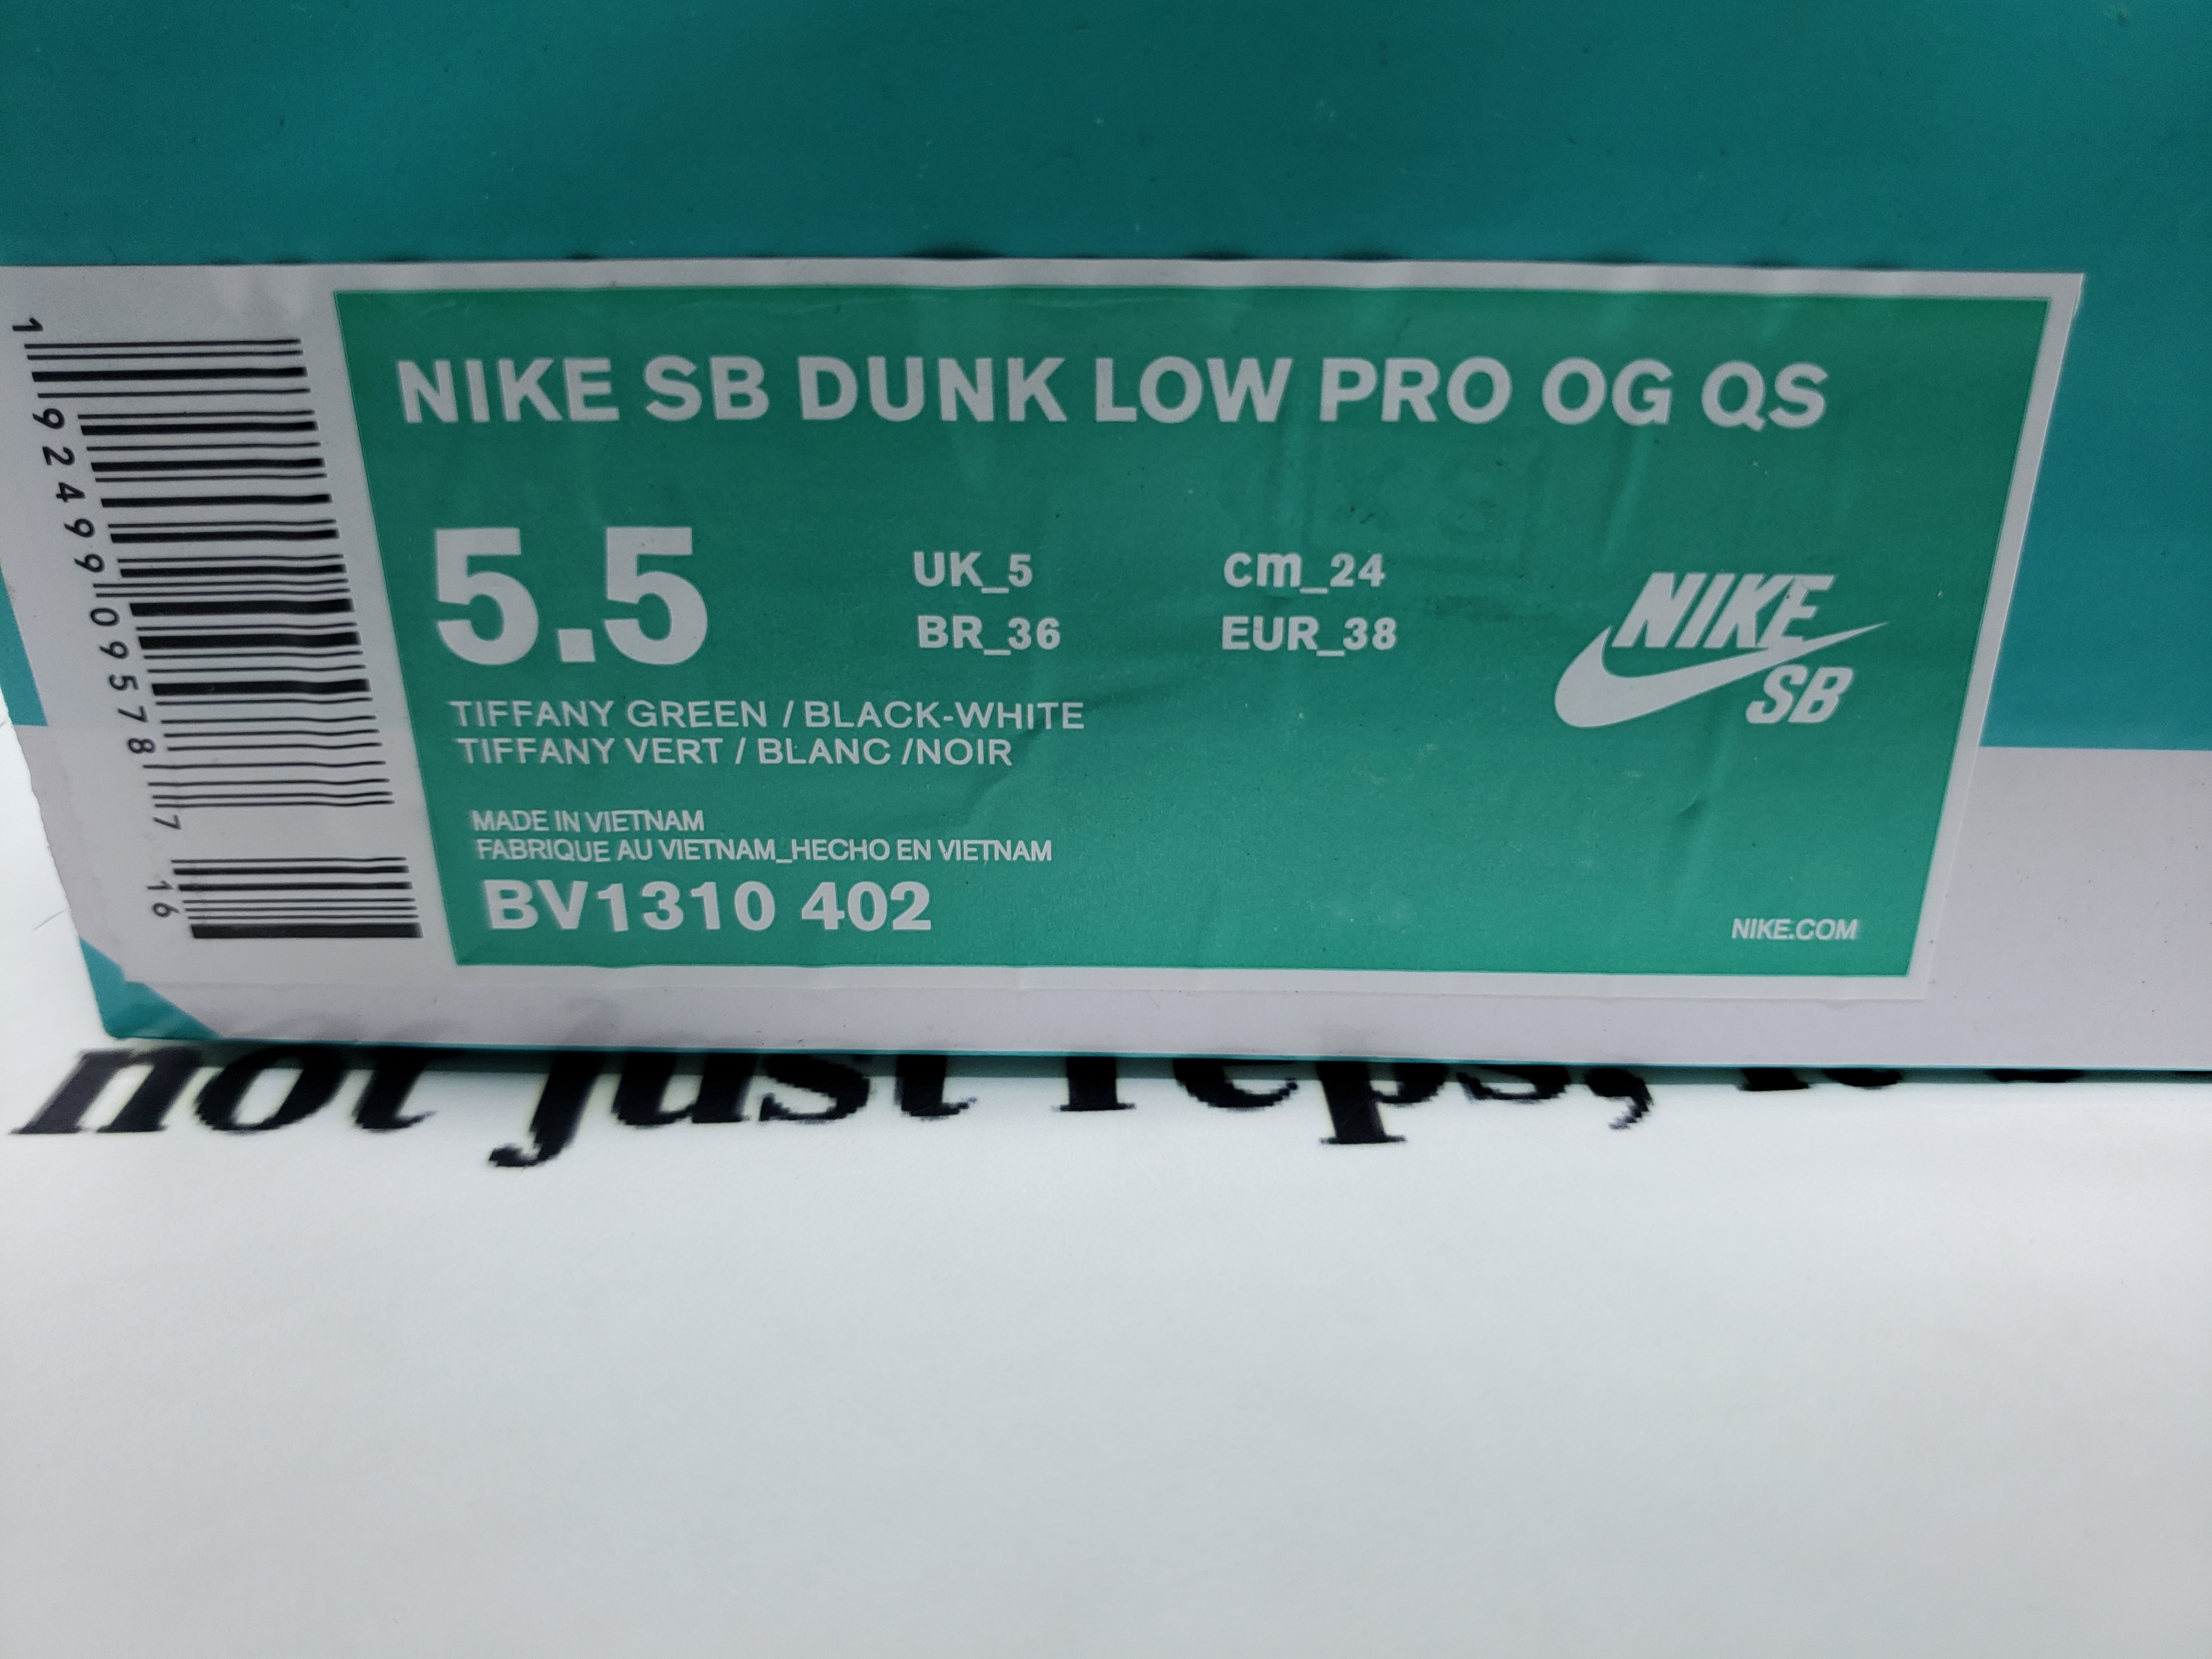 NIKE SB DUNK LOW PRO OG QS
5.5
UK_5 cm_24
BR_36 EUR_38
NIKE
SB
TIFFANY GREEN / BLACK-WHITE
TIFFANY VERT / BLANC /NOIR
MADE IN VIETNAM
FABRIQUE AU VIETNAM_HECHO EN VIETNAM
BV1310 402
NIKE.COM
1 92499 09578 7 16
not just reps,